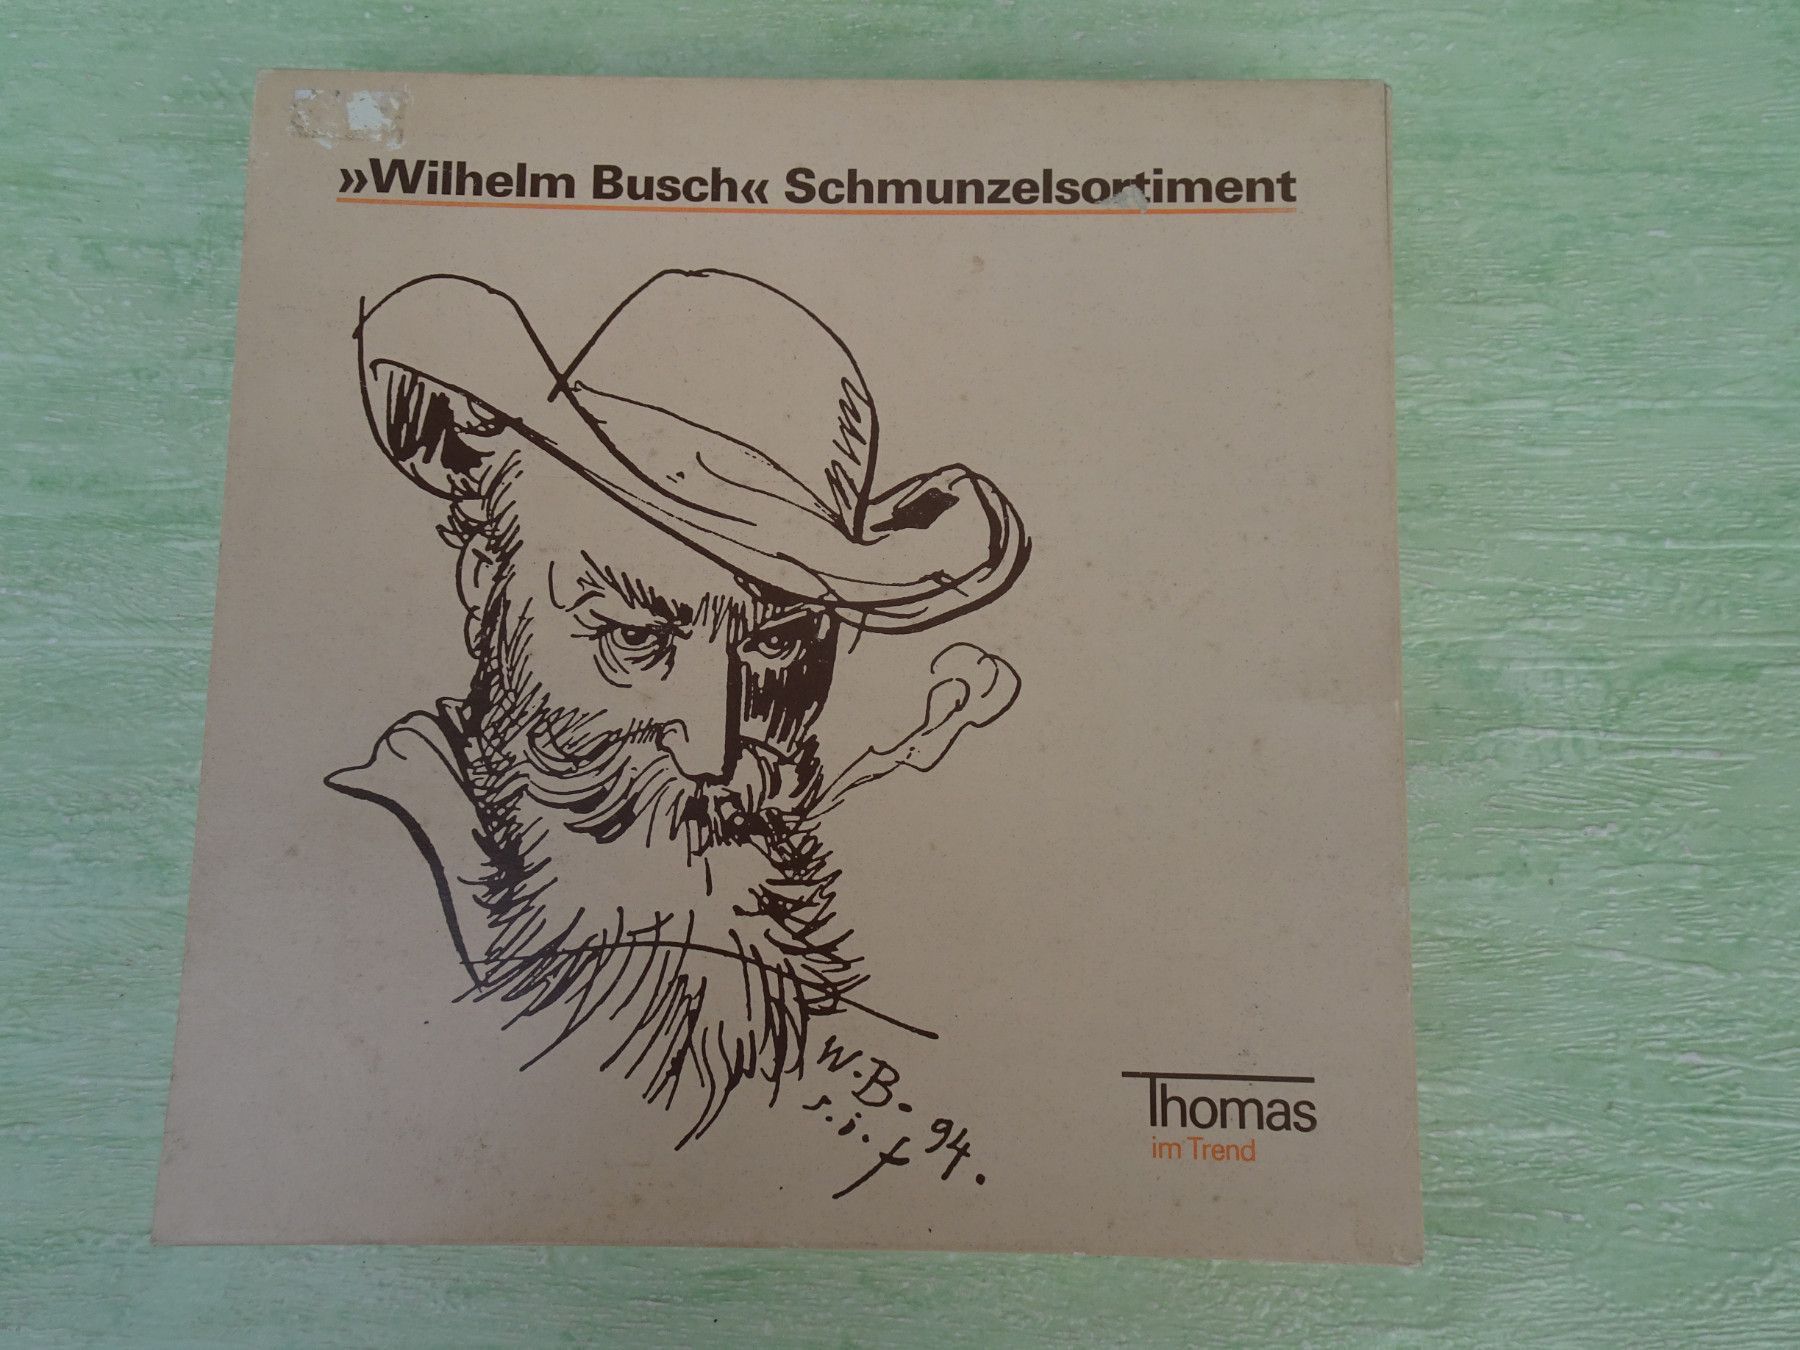 »Wilhelm Busch« Schmunzelsortiment
W.B. 94.
s.i.f
Thomas
im Trend